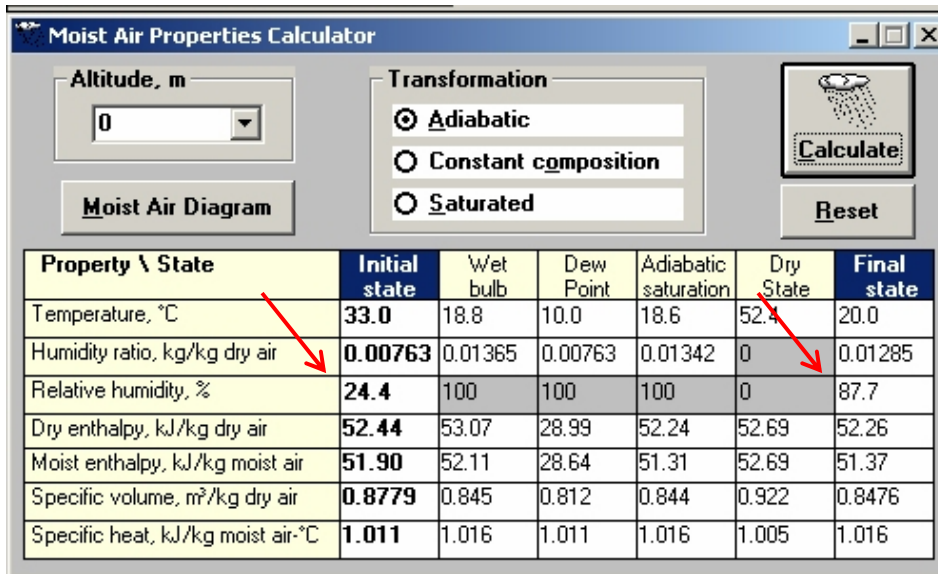 Moist Air Properties Calculator
Altitude, m
0
Moist Air Diagram
Transformation
Adiabatic
Constant composition
Saturated
Calculate
Reset
Property \ State Initial state Wet bulb Dew Point Adiabatic saturation Dry State Final state
Temperature, °C 33.0 18.8 10.0 18.6 52.4 20.0
Humidity ratio, kg/kg dry air 0.00763 0.01365 0.00763 0.01342 0 0.01285
Relative humidity, % 24.4 100 100 100 0 87.7
Dry enthalpy, kJ/kg dry air 52.44 53.07 28.99 52.24 52.69 52.26
Moist enthalpy, kJ/kg moist air 51.90 52.11 28.64 51.31 52.69 51.37
Specific volume, m³/kg dry air 0.8779 0.845 0.812 0.844 0.922 0.8476
Specific heat, kJ/kg moist air-°C 1.011 1.016 1.011 1.016 1.005 1.016